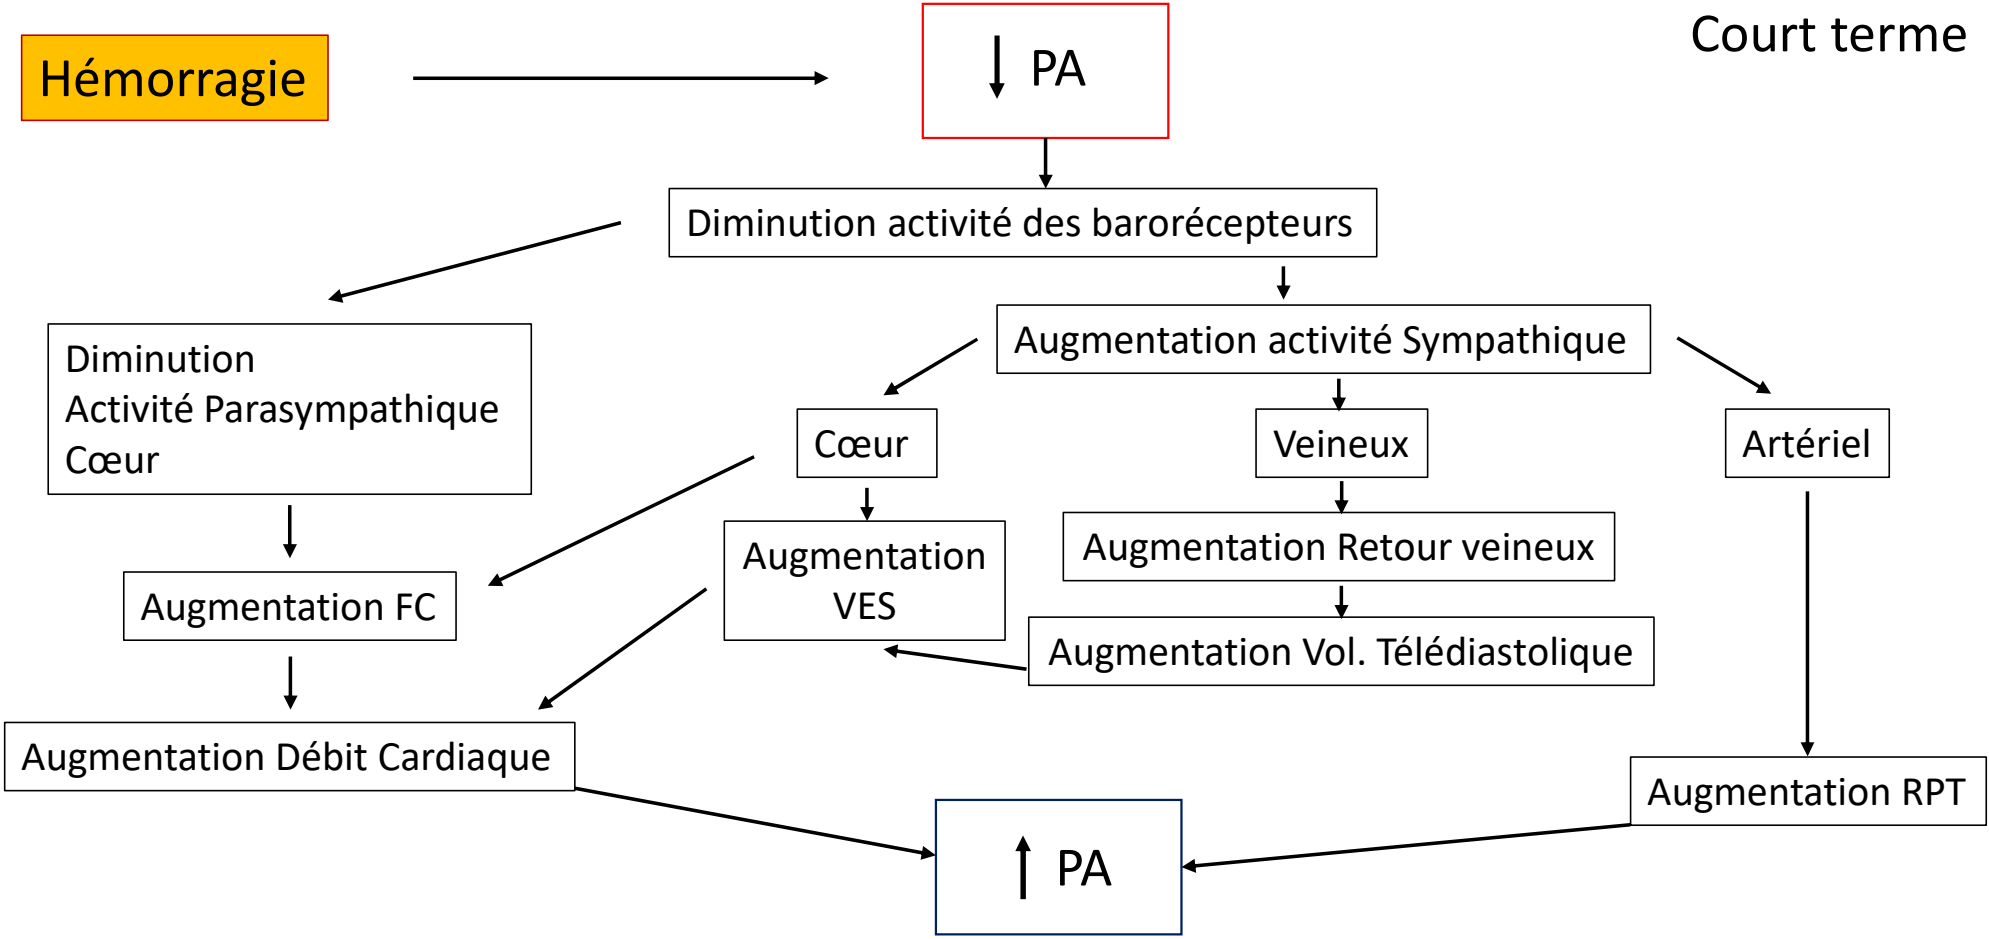 Court terme
Hémorragie
PA
Diminution activité des barorécepteurs
Augmentation activité Sympathique
Diminution
Activité Parasympathique
Cœur
Cœur
Veineux
Artériel
Augmentation
VES
Augmentation Retour veineux
Augmentation FC
Augmentation Vol. Télédiastolique
Augmentation Débit Cardiaque
Augmentation RPT
PA